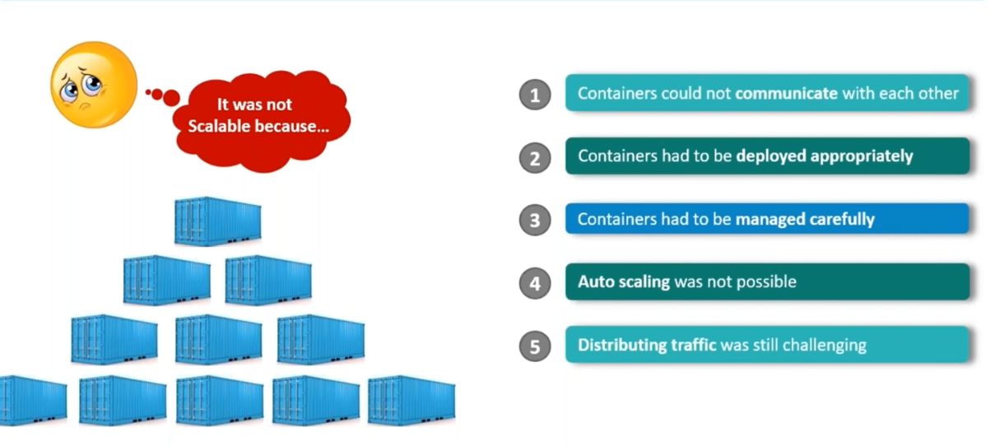 It was not
Scalable because...
1
Containers could not communicate with each other
2
Containers had to be deployed appropriately
3
Containers had to be managed carefully
4
Auto scaling was not possible
5
Distributing traffic was still challenging